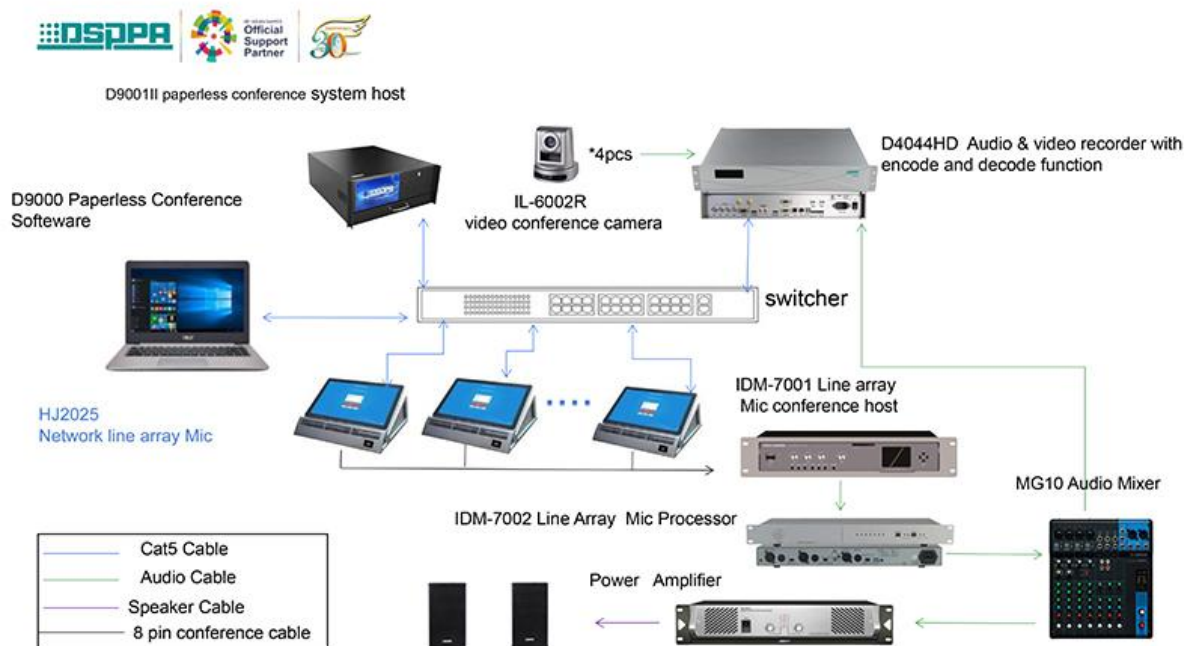 DSPPA
Official
Support
Partner
30
D9001II paperless conference system host
D9000 Paperless Conference
Softeware
*4pcs
IL-6002R
video conference camera
D4044HD Audio & video recorder with
encode and decode function
switcher
HJ2025
Network line array Mic
IDM-7001 Line array
Mic conference host
MG10 Audio Mixer
IDM-7002 Line Array Mic Processor
Power Amplifier
Cat5 Cable
Audio Cable
Speaker Cable
8 pin conference cable